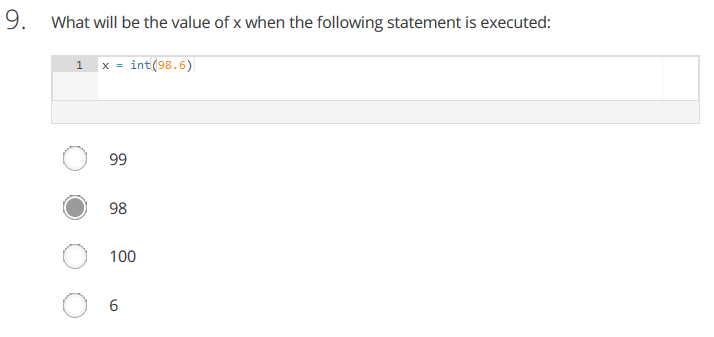 9. What will be the value of x when the following statement is executed:
1 x = int(98.6)
99
98
100
6